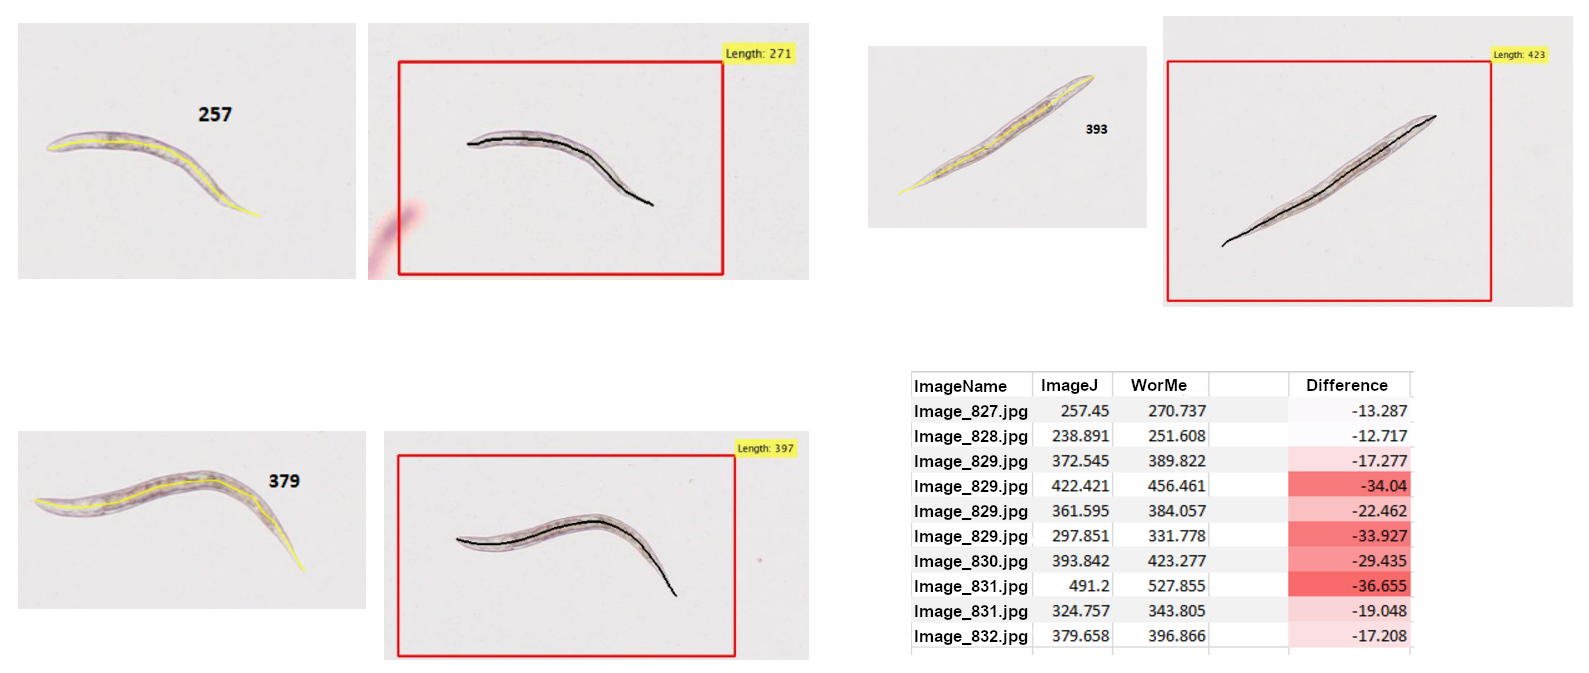 257
Length: 271
393
Length: 423
379
Length: 397
ImageName ImageJ WorMe Difference
Image_827.jpg 257.45 270.737 -13.287
Image_828.jpg 238.891 251.608 -12.717
Image_829.jpg 372.545 389.822 -17.277
Image_829.jpg 422.421 456.461 -34.04
Image_829.jpg 361.595 384.057 -22.462
Image_829.jpg 297.851 331.778 -33.927
Image_830.jpg 393.842 423.277 -29.435
Image_831.jpg 491.2 527.855 -36.655
Image_831.jpg 324.757 343.805 -19.048
Image_832.jpg 379.658 396.866 -17.208